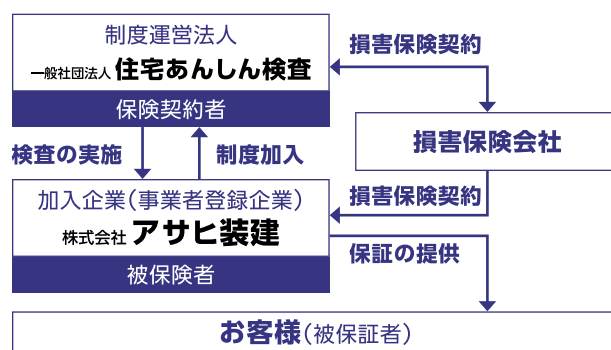 制度運営法人
一般社団法人 住宅あんしん検査
保険契約者
損害保険契約
損害保険会社
検査の実施
制度加入
加入企業(事業者登録企業)
株式会社 アサヒ装建
被保険者
損害保険契約
保証の提供
お客様(被保証者)